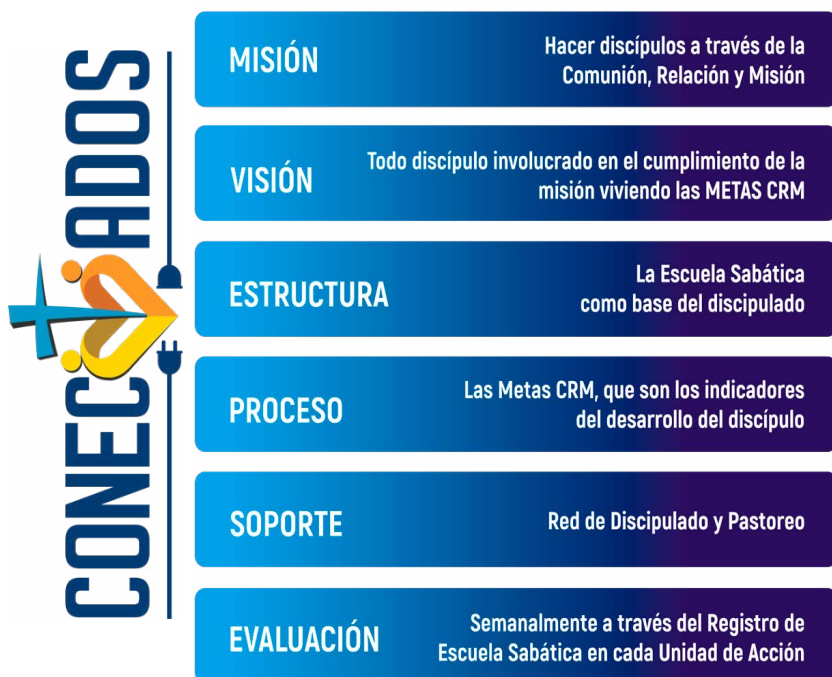 CONECTADOS
MISIÓN
Hacer discípulos a través de la
Comunión, Relación y Misión
VISIÓN
Todo discípulo involucrado en el cumplimiento de la
misión viviendo las METAS CRM
ESTRUCTURA
La Escuela Sabática
como base del discipulado
PROCESO
Las Metas CRM, que son los indicadores
del desarrollo del discípulo
SOPORTE
Red de Discipulado y Pastoreo
EVALUACIÓN
Semanalmente a través del Registro de
Escuela Sabática en cada Unidad de Acción